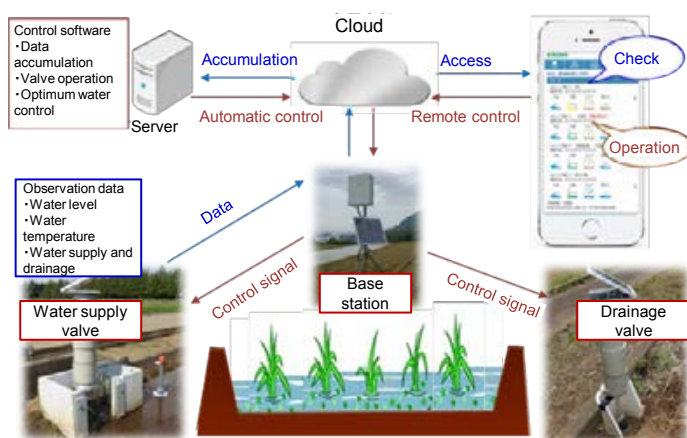 Cloud
Control software
・Data
accumulation
・Valve operation
・Optimum water
control
Server
Accumulation
Automatic control
Access
Remote control
Check
Operation
Observation data
・Water level
・Water
temperature
・Water supply and
drainage
Data
Control signal
Base
station
Control signal
Water supply
valve
Drainage
valve